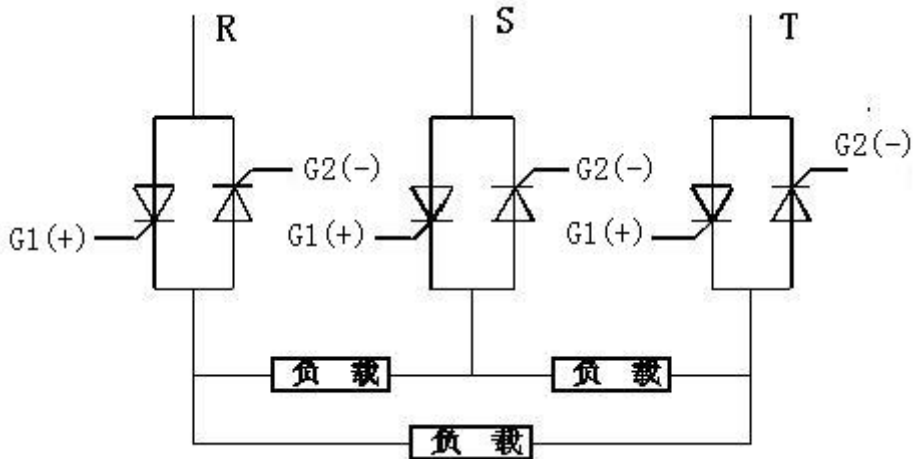 R S T
G2(-) G2(-) G2(-)
G1(+) G1(+) G1(+)
负 载 负 载
负 载